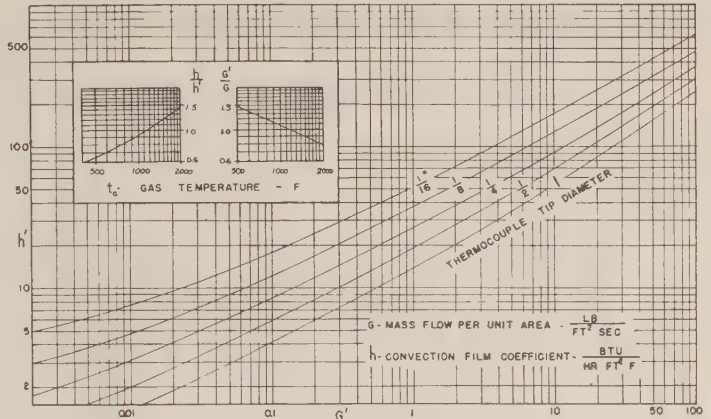 500
100
50
h'
10
5
2
h/h'
G'/G
1.5
1.0
0.6
1.5
1.0
0.6
500 1000 2000
500 1000 2000
t_G- GAS TEMPERATURE - F
1/16" 1/8 1/4 1/2 1
THERMOCOUPLE TIP DIAMETER
G- MASS FLOW PER UNIT AREA - LB/FT² SEC
h-CONVECTION FILM COEFFICIENT- BTU/HR FT² F
0.01 0.1 G' 1 10 50 100